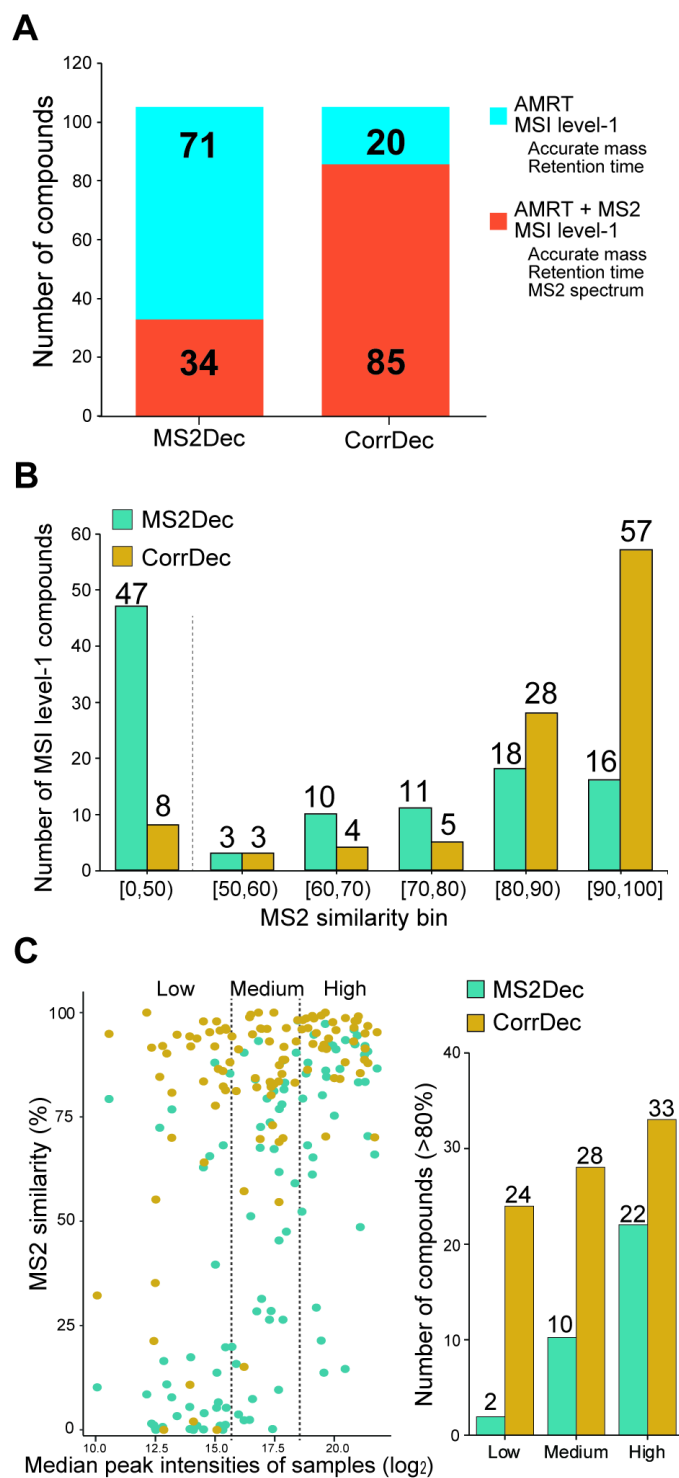 A
Number of compounds
120
100
80
60
40
20
0
71
34
20
85
MS2Dec
CorrDec
AMRT
MSI level-1
Accurate mass
Retention time
AMRT + MS2
MSI level-1
Accurate mass
Retention time
MS2 spectrum
B
MS2Dec
CorrDec
Number of MSI level-1 compounds
60
50
40
30
20
10
0
47
8
3
3
10
4
11
5
18
28
16
57
[0,50)
[50,60)
[60,70)
[70,80)
[80,90)
[90,100]
MS2 similarity bin
C
Low
Medium
High
MS2 similarity (%)
100
75
50
25
0
10.0
12.5
15.0
17.5
20.0
Median peak intensities of samples (log2)
MS2Dec
CorrDec
Number of compounds (>80%)
40
30
20
10
0
2
24
10
28
22
33
Low
Medium
High